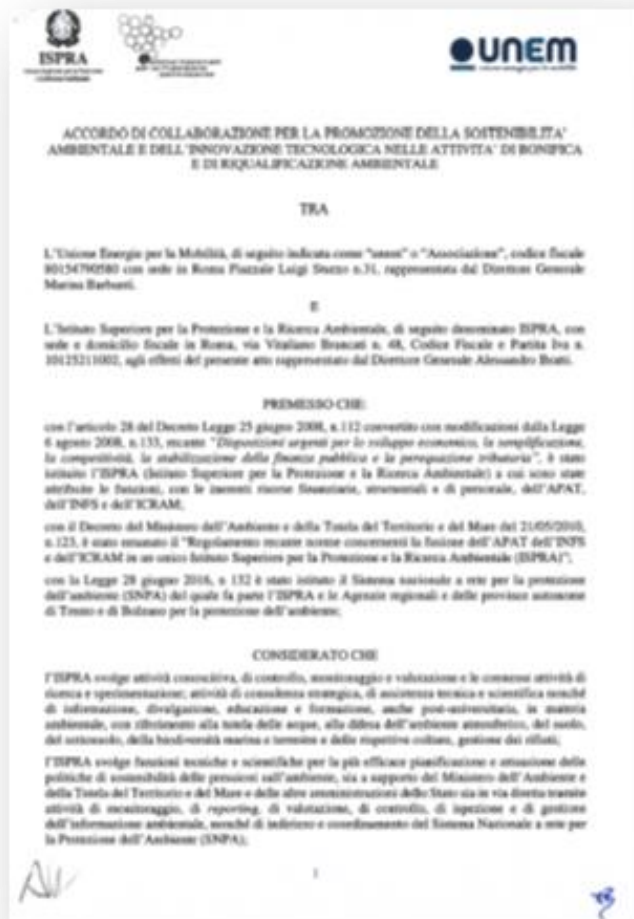 ISPRA
UNEM
ACCORDO DI COLLABORAZIONE PER LA PROMOZIONE DELLA SOSTENIBILITA'
AMBIENTALE E DELL'INNOVAZIONE TECNOLOGICA NELLE ATTIVITA' DI BONIFICA
E DI RIQUALIFICAZIONE AMBIENTALE
TRA
L'Unione Energie per la Mobilità, di seguito indicata come "unem" o "Associazione", codice fiscale
80154790580 con sede in Roma Piazzale Luigi Sturzo n.31, rappresentata dal Direttore Generale
Marina Barbanti.
E
L'Istituto Superiore per la Protezione e la Ricerca Ambientale, di seguito denominato ISPRA, con
sede e domicilio fiscale in Roma, via Vitaliano Brancati n. 48, Codice Fiscale e Partita Iva n.
10125211002, agli effetti del presente atto rappresentato dal Direttore Generale Alessandro Bratti.
PREMESSO CHE:
con l'articolo 28 del Decreto Legge 25 giugno 2008, n.112 convertito con modificazioni dalla Legge
6 agosto 2008, n.133, recante "Disposizioni urgenti per lo sviluppo economico, la semplificazione,
la competitività, la stabilizzazione della finanza pubblica e la perequazione tributaria", è stato
istituito l'ISPRA (Istituto Superiore per la Protezione e la Ricerca Ambientale) a cui sono state
attribuite le funzioni, con le inerenti risorse finanziarie, strumentali e di personale, dell'APAT,
dell'INFS e dell'ICRAM;
con il Decreto del Ministero dell'Ambiente e della Tutela del Territorio e del Mare del 21/05/2010,
n.123, è stato emanato il "Regolamento recante norme concernenti la fusione dell'APAT dell'INFS
e dell'ICRAM in un unico Istituto Superiore per la Protezione e la Ricerca Ambientale (ISPRA)";
con la Legge 28 giugno 2016, n 132 è stato istituto il Sistema nazionale a rete per la protezione
dell'ambiente (SNPA) del quale fa parte l'ISPRA e le Agenzie regionali e delle province autonome
di Trento e di Bolzano per la protezione dell'ambiente;
CONSIDERATO CHE
l'ISPRA svolge attività conoscitiva, di controllo, monitoraggio e valutazione e le connesse attività di
ricerca e sperimentazione; attività di consulenza strategica, di assistenza tecnica e scientifica nonché
di informazione, divulgazione, educazione e formazione, anche post-universitaria, in materia
ambientale, con riferimento alla tutela delle acque, alla difesa dell'ambiente atmosferico, del suolo,
del sottosuolo, della biodiversità marina e terrestre e delle rispettive colture, gestione dei rifiuti;
l'ISPRA svolge funzioni tecniche e scientifiche per la più efficace pianificazione e attuazione delle
politiche di sostenibilità delle pressioni sull'ambiente, sia a supporto del Ministero dell'Ambiente e
della Tutela del Territorio e del Mare e delle altre amministrazioni dello Stato sia in via diretta tramite
attività di monitoraggio, di reporting, di valutazione, di controllo, di ispezione e di gestione
dell'informazione ambientale, nonché di indirizzo e coordinamento del Sistema Nazionale a rete per
la Protezione dell'Ambiente (SNPA);
1